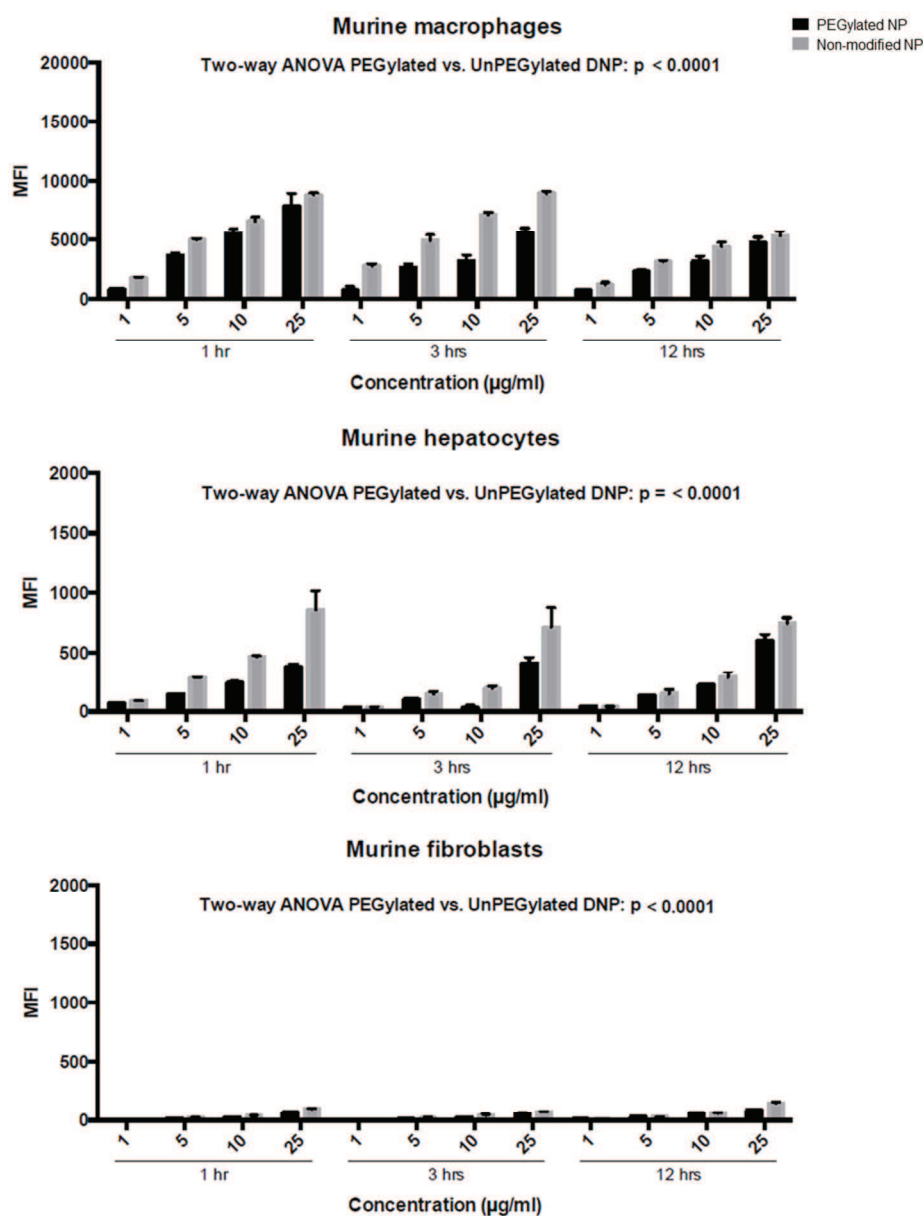 Murine macrophages
PEGylated NP
Non-modified NP
Two-way ANOVA PEGylated vs. UnPEGylated DNP: p < 0.0001
20000
15000
10000
5000
0
MFI
1 5 10 25 1 5 10 25 1 5 10 25
1 hr 3 hrs 12 hrs
Concentration (µg/ml)
Murine hepatocytes
Two-way ANOVA PEGylated vs. UnPEGylated DNP: p = < 0.0001
2000
1500
1000
500
0
MFI
1 5 10 25 1 5 10 25 1 5 10 25
1 hr 3 hrs 12 hrs
Concentration (µg/ml)
Murine fibroblasts
Two-way ANOVA PEGylated vs. UnPEGylated DNP: p < 0.0001
2000
1500
1000
500
0
MFI
1 5 10 25 1 5 10 25 1 5 10 25
1 hr 3 hrs 12 hrs
Concentration (µg/ml)